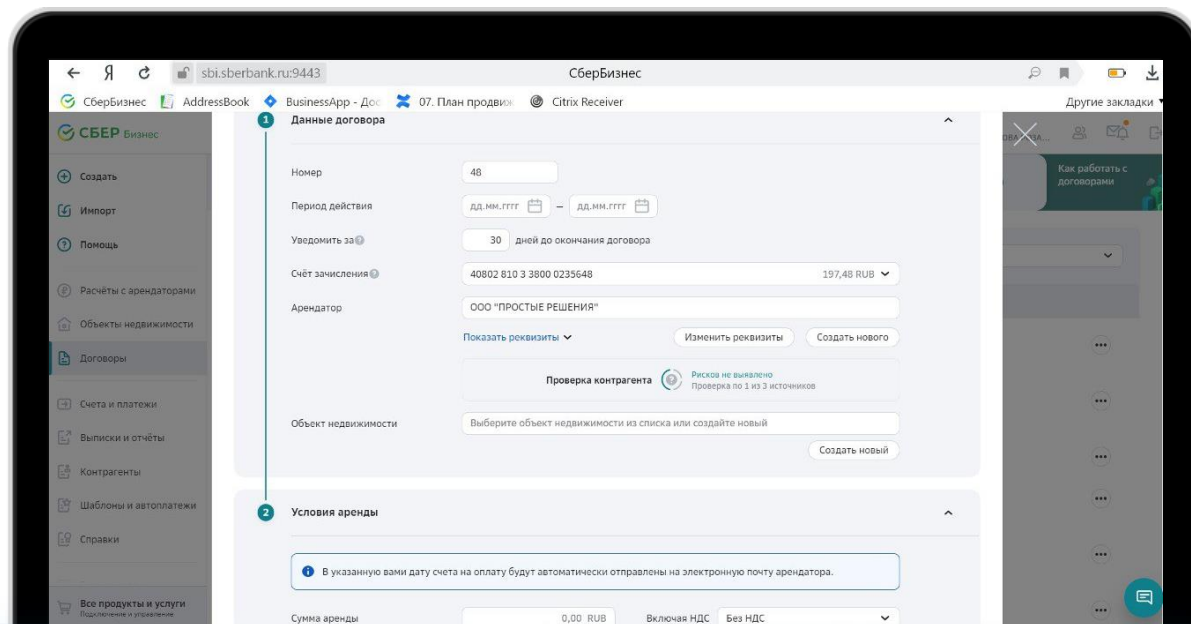 Я sbi.sberbank.ru:9443 СберБизнес
СберБизнес AddressBook BusinessApp - Дос 07. План продвиж Citrix Receiver Другие закладки
СБЕР Бизнес
1 Данные договора
Создать
Номер 48
Как работать с
договорами
Импорт
Период действия дд.мм.гггг – дд.мм.гггг
Помощь
Уведомить за 30 дней до окончания договора
Расчёты с арендаторами
Счёт зачисления 40802 810 3 3800 0235648 197,48 RUB
Объекты недвижимости
Арендатор ООО "ПРОСТЫЕ РЕШЕНИЯ"
Договоры
Показать реквизиты Изменить реквизиты Создать нового
Проверка контрагента Рисков не выявлено
Проверка по 1 из 3 источников
Счета и платежи
Объект недвижимости Выберите объект недвижимости из списка или создайте новый
Выписки и отчёты
Создать новый
Контрагенты
Шаблоны и автоплатежи
2 Условия аренды
Справки
В указанную вами дату счета на оплату будут автоматически отправлены на электронную почту арендатора.
Все продукты и услуги
Подключение и управление
Сумма аренды 0,00 RUB Включая НДС Без НДС